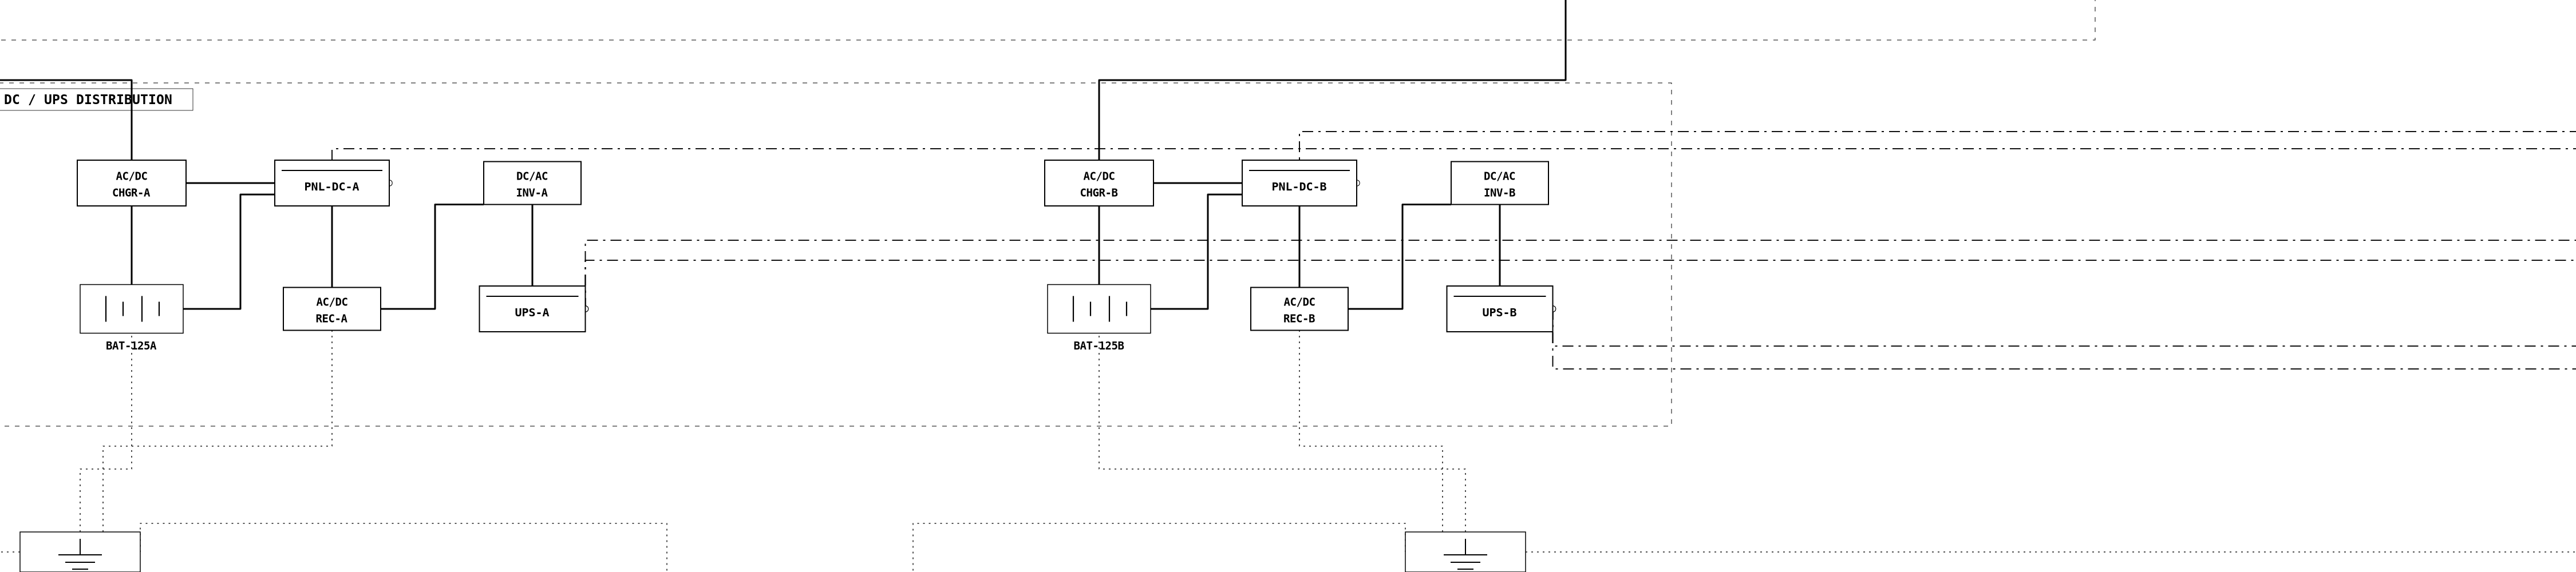 DC / UPS DISTRIBUTION
AC/DC
CHGR-A
PNL-DC-A
DC/AC
INV-A
AC/DC
CHGR-B
PNL-DC-B
DC/AC
INV-B
AC/DC
REC-A
UPS-A
AC/DC
REC-B
UPS-B
BAT-125A
BAT-125B